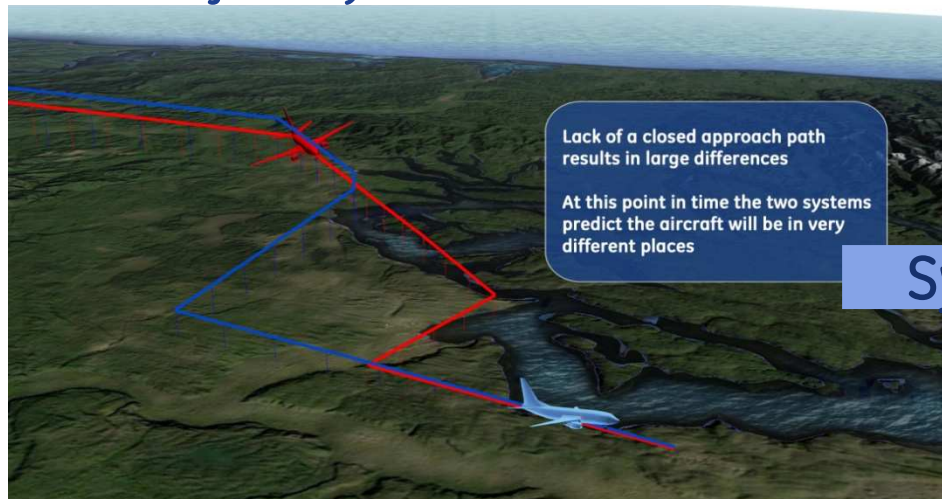 Lack of a closed approach path
results in large differences
At this point in time the two systems
predict the aircraft will be in very
different places